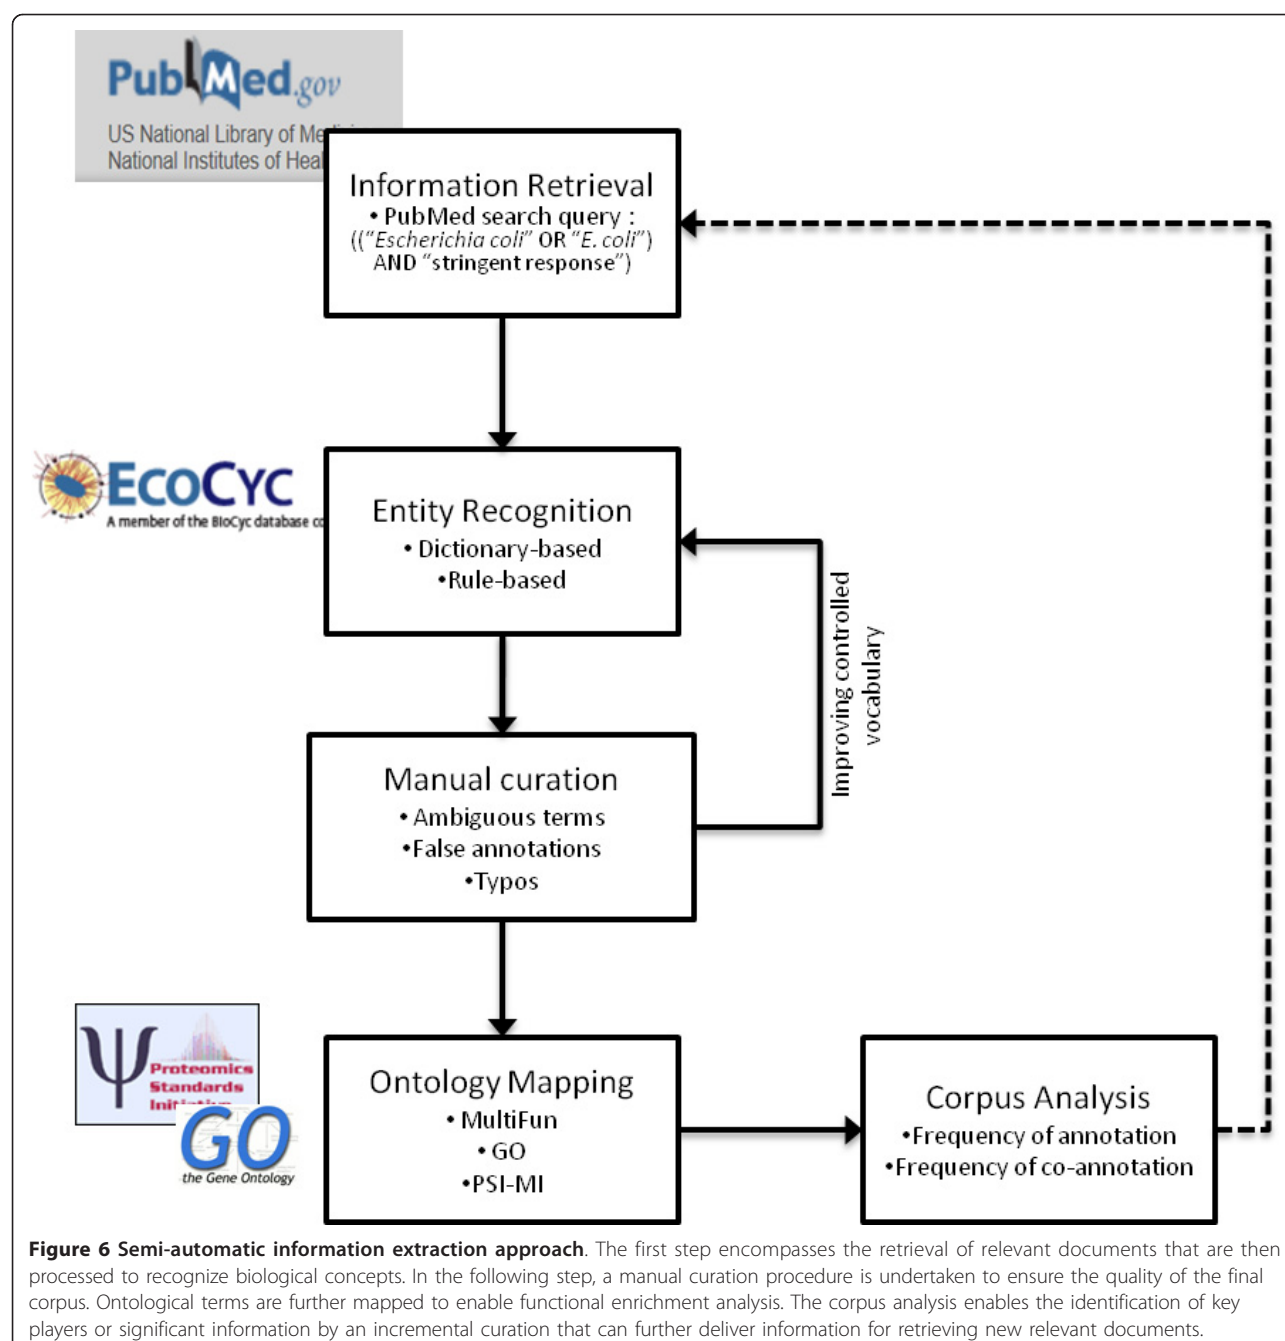 PubMed.gov
US National Library of
National Institutes of
Information Retrieval
• PubMed search query :
(("Escherichia coli" OR "E. coli")
AND "stringent response")
EcoCyc
A member of the BioCyc database
Entity Recognition
• Dictionary-based
•Rule-based
Improving controlled
vocabulary
Manual curation
• Ambiguous terms
•False annotations
•Typos
Ψ
Proteomics
Standards
GO
the Gene Ontology
Ontology Mapping
• MultiFun
• GO
•PSI-MI
Corpus Analysis
•Frequency of annotation
•Frequency of co-annotation
Figure 6 Semi-automatic information extraction approach. The first step encompasses the retrieval of relevant documents that are then
processed to recognize biological concepts. In the following step, a manual curation procedure is undertaken to ensure the quality of the final
corpus. Ontological terms are further mapped to enable functional enrichment analysis. The corpus analysis enables the identification of key
players or significant information by an incremental curation that can further deliver information for retrieving new relevant documents.